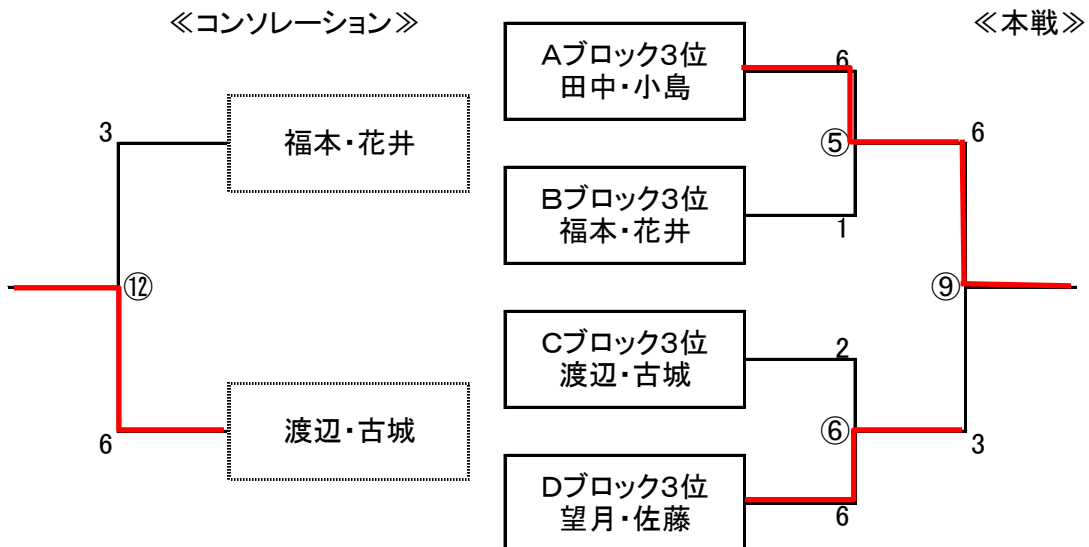 ≪コンソレーション≫
≪本戦≫
Aブロック3位
田中・小島
6
3
福本・花井
⑤
6
Bブロック3位
福本・花井
1
⑫
⑨
Cブロック3位
渡辺・古城
2
6
渡辺・古城
⑥
3
Dブロック3位
望月・佐藤
6